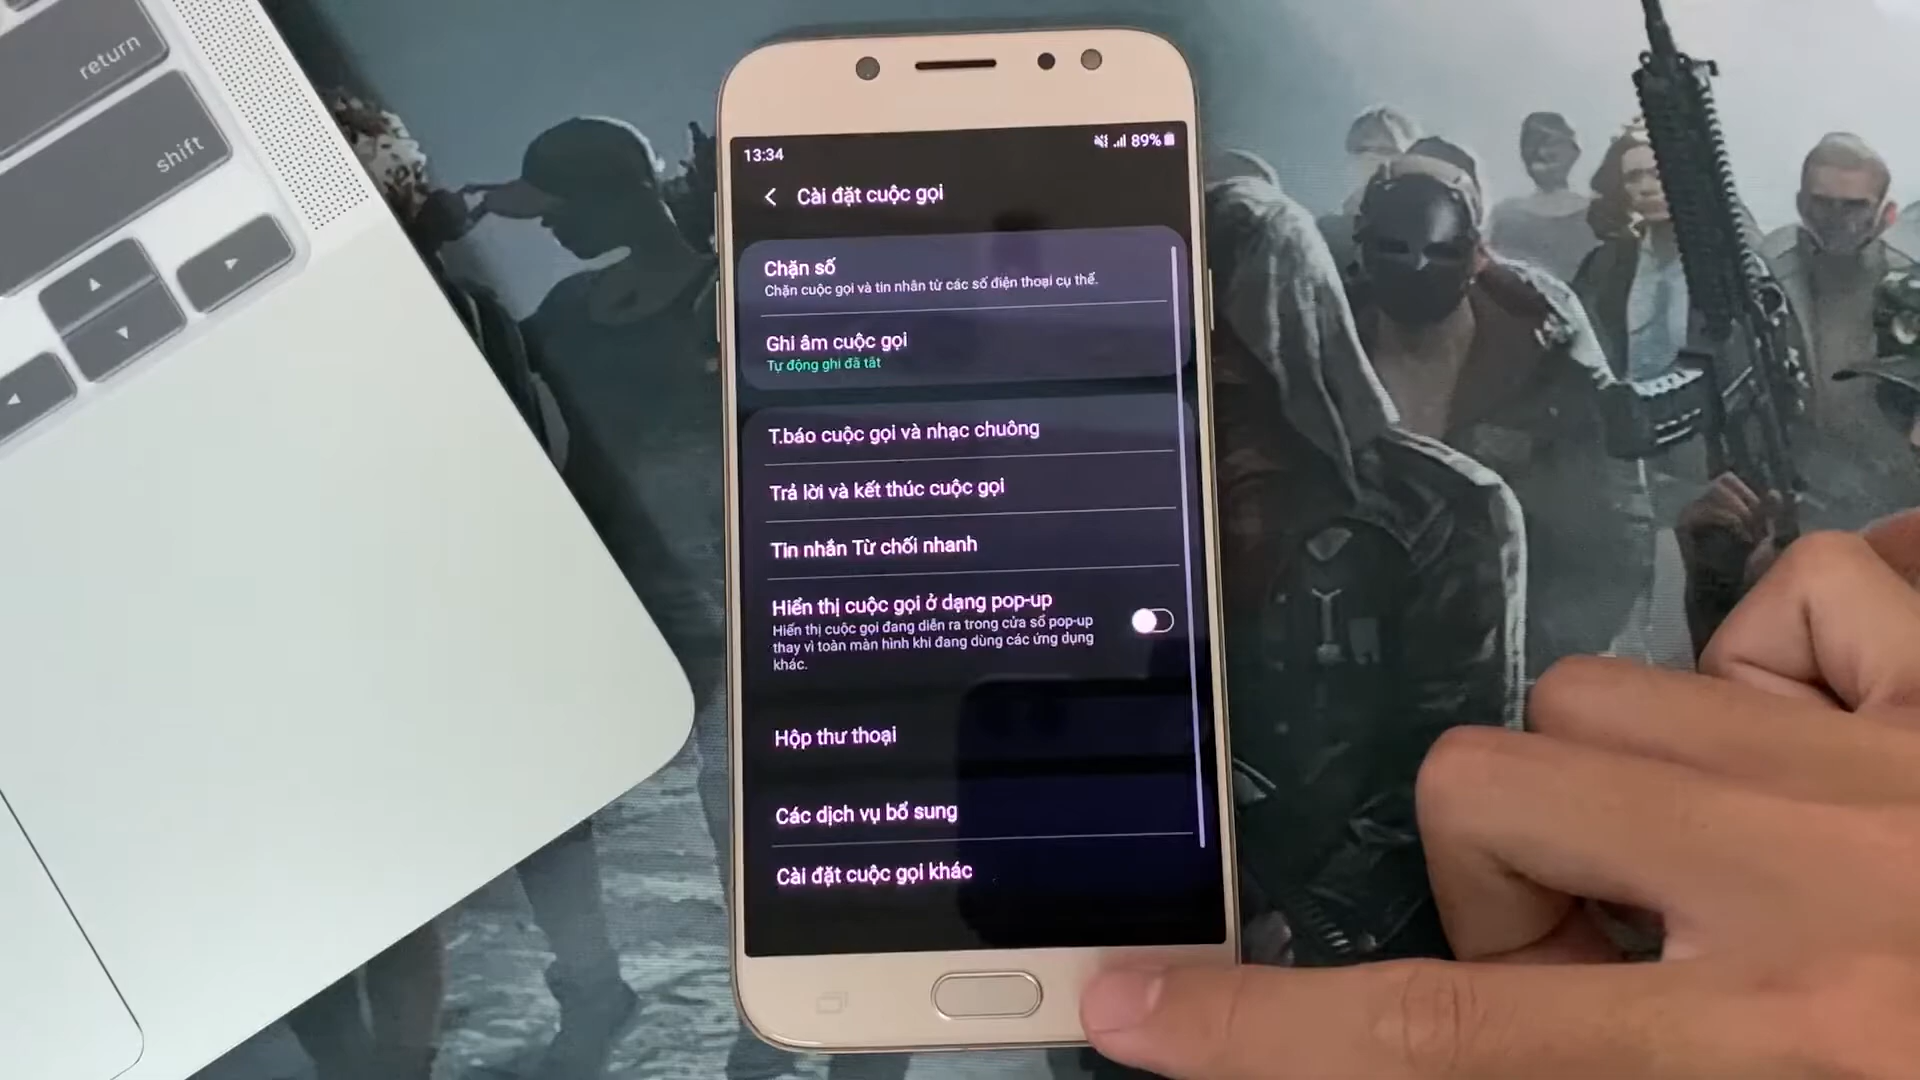 return
shift
13:34
89%
Cài đặt cuộc gọi
Chặn số
Chặn cuộc gọi và tin nhắn từ các số điện thoại cụ thể.
Ghi âm cuộc gọi
Tự động ghi đã tắt
T.báo cuộc gọi và nhạc chuông
Trả lời và kết thúc cuộc gọi
Tin nhắn Từ chối nhanh
Hiển thị cuộc gọi ở dạng pop-up
Hiển thị cuộc gọi đang diễn ra trong cửa sổ pop-up
thay vì toàn màn hình khi đang dùng các ứng dụng
khác.
Hộp thư thoại
Các dịch vụ bổ sung
Cài đặt cuộc gọi khác